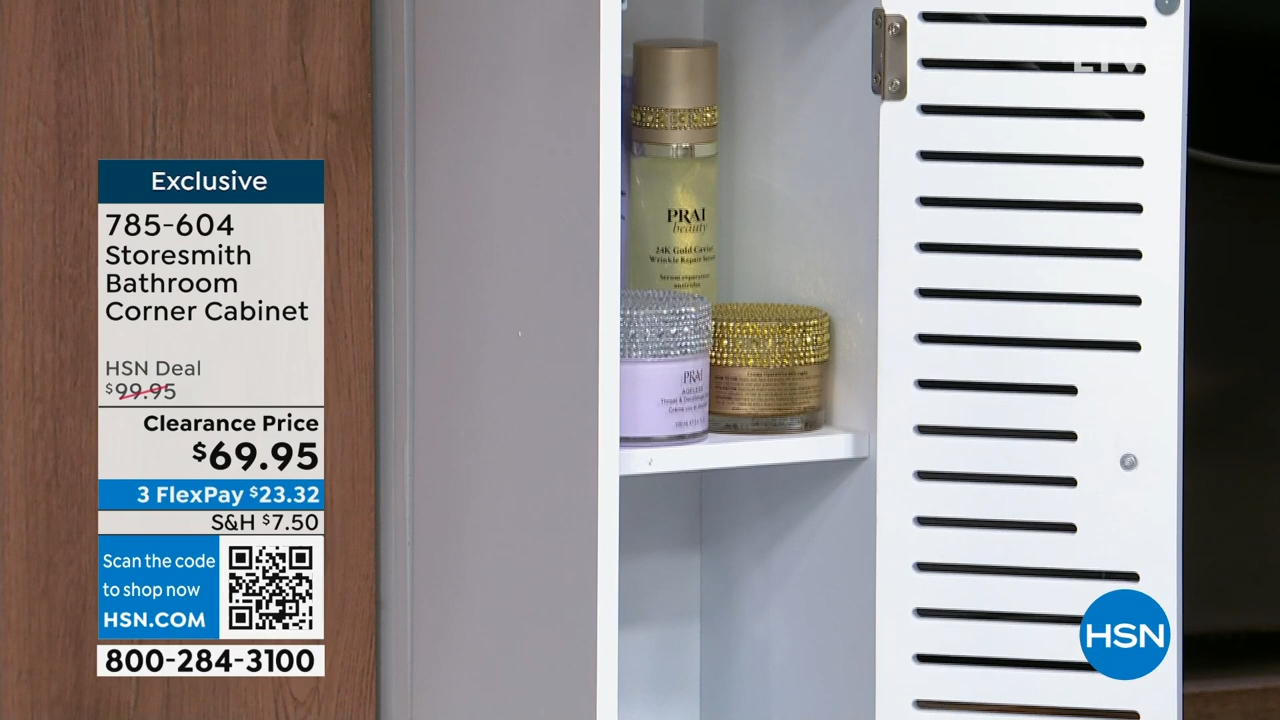 Exclusive
785-604
Storesmith
Bathroom
Corner Cabinet
HSN Deal
$99.95
Clearance Price
$69.95
3 FlexPay $23.32
S&H $7.50
Scan the code
to shop now
HSN.COM
800-284-3100
PRAI
beauty
24K Gold Caviar
Wrinkle Repair Serum
PRAI
AGELESS
Throat & Decolletage
HSN